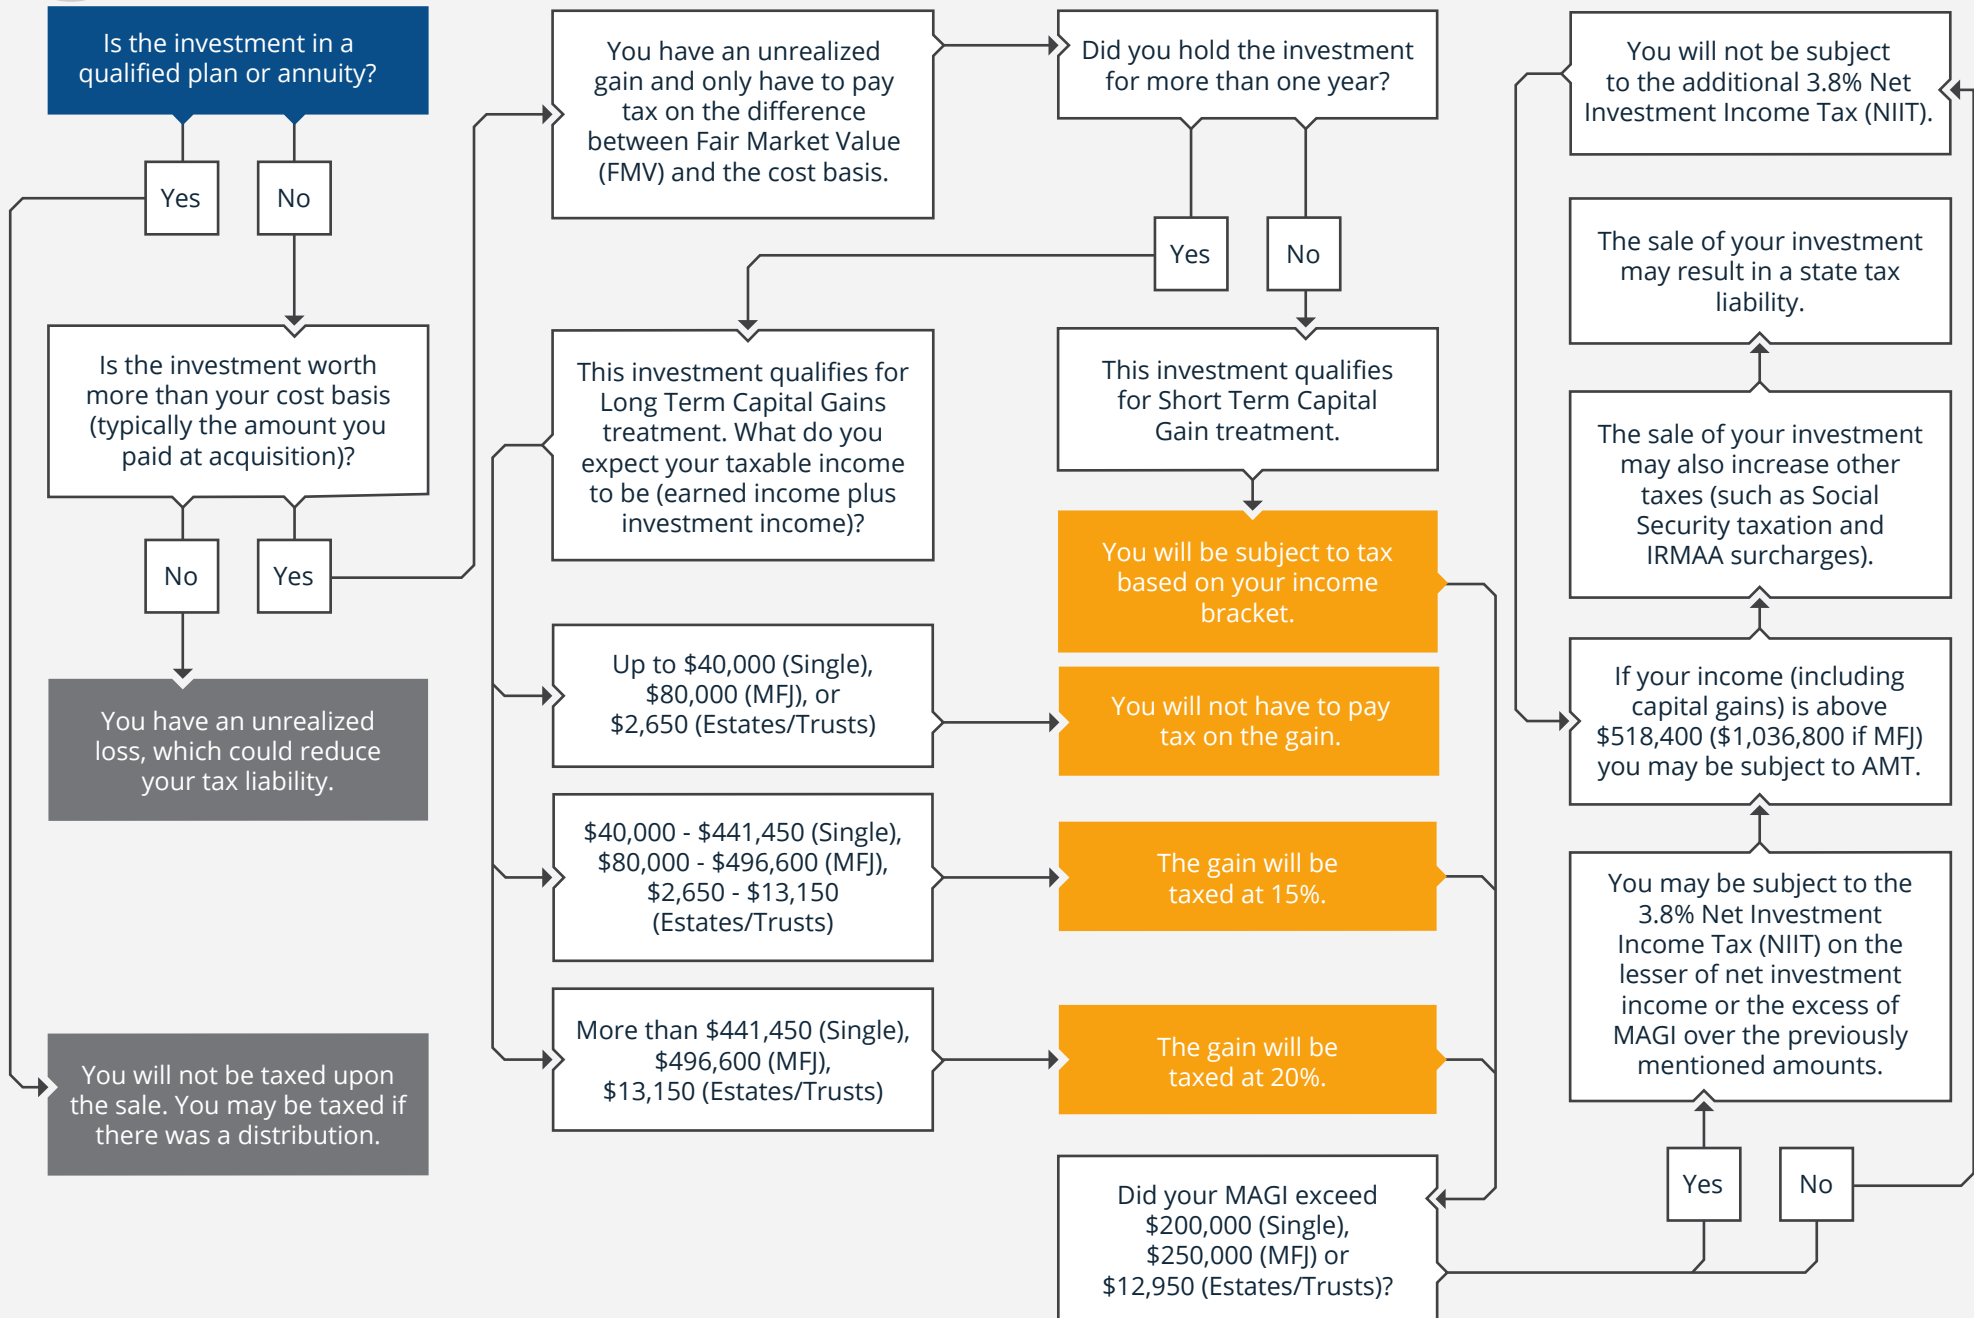 Is the investment in a
qualified plan or annuity?
Yes
No
Is the investment worth
more than your cost basis
(typically the amount you
paid at acquisition)?
No
Yes
You have an unrealized
loss, which could reduce
your tax liability.
You will not be taxed upon
the sale. You may be taxed if
there was a distribution.
You have an unrealized
gain and only have to pay
tax on the difference
between Fair Market Value
(FMV) and the cost basis.
Did you hold the investment
for more than one year?
Yes
No
This investment qualifies for
Long Term Capital Gains
treatment. What do you
expect your taxable income
to be (earned income plus
investment income)?
This investment qualifies
for Short Term Capital
Gain treatment.
You will be subject to tax
based on your income
bracket.
Up to $40,000 (Single),
$80,000 (MFJ), or
$2,650 (Estates/Trusts)
You will not have to pay
tax on the gain.
$40,000 - $441,450 (Single),
$80,000 - $496,600 (MFJ),
$2,650 - $13,150
(Estates/Trusts)
The gain will be
taxed at 15%.
More than $441,450 (Single),
$496,600 (MFJ),
$13,150 (Estates/Trusts)
The gain will be
taxed at 20%.
Did your MAGI exceed
$200,000 (Single),
$250,000 (MFJ) or
$12,950 (Estates/Trusts)?
Yes
No
You will not be subject
to the additional 3.8% Net
Investment Income Tax (NIIT).
The sale of your investment
may result in a state tax
liability.
The sale of your investment
may also increase other
taxes (such as Social
Security taxation and
IRMAA surcharges).
If your income (including
capital gains) is above
$518,400 ($1,036,800 if MFJ)
you may be subject to AMT.
You may be subject to the
3.8% Net Investment
Income Tax (NIIT) on the
lesser of net investment
income or the excess of
MAGI over the previously
mentioned amounts.